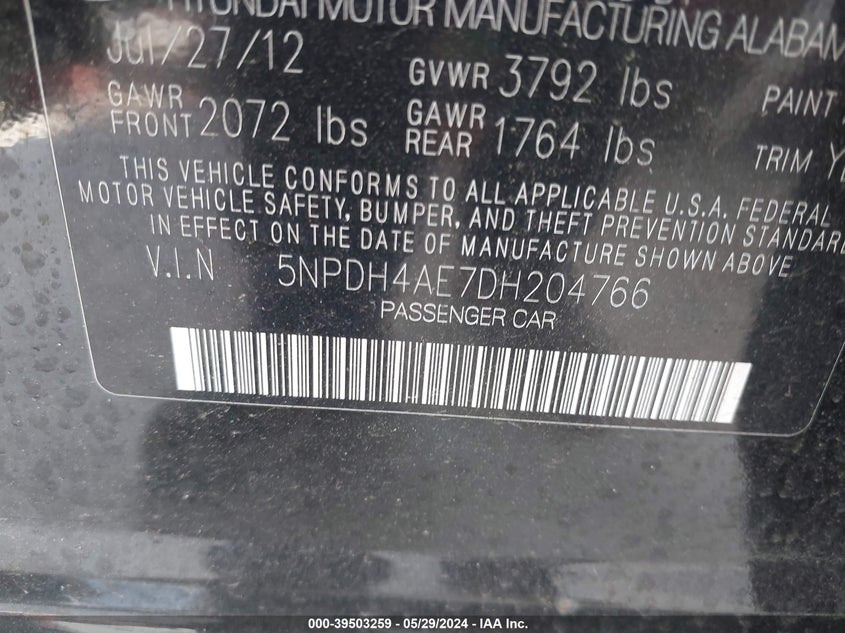 HYUNDAI MOTOR MANUFACTURING ALABAM
Jul/27/12 GVWR 3792 lbs PAINT
GAWR FRONT 2072 lbs GAWR REAR 1764 lbs TRIM
THIS VEHICLE CONFORMS TO ALL APPLICABLE U.S.A. FEDERAL
MOTOR VEHICLE SAFETY, BUMPER, AND THEFT PREVENTION STANDARD
IN EFFECT ON THE DATE OF MANUFACTURE SHOWN ABOVE.
V.I.N 5NPDH4AE7DH204766
PASSENGER CAR
000-39503259 - 05/29/2024 - IAA Inc.